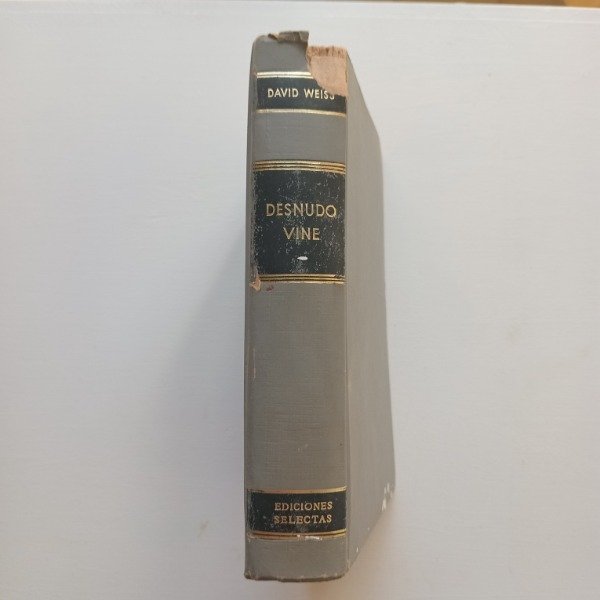 DAVID WEISS
DESNUDO
VINE
EDICIONES
SELECTAS